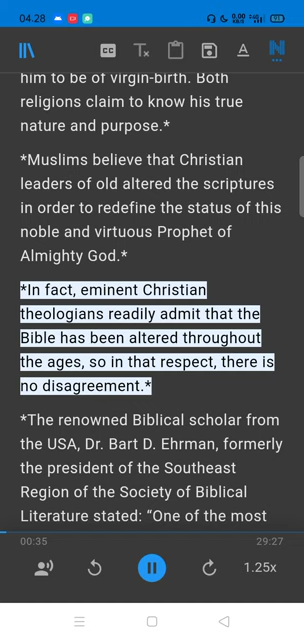 04.28
0,00 KB/S
him to be of virgin-birth. Both
religions claim to know his true
nature and purpose.*
*Muslims believe that Christian
leaders of old altered the scriptures
in order to redefine the status of this
noble and virtuous Prophet of
Almighty God.*
*In fact, eminent Christian
theologians readily admit that the
Bible has been altered throughout
the ages, so in that respect, there is
no disagreement.*
*The renowned Biblical scholar from
the USA, Dr. Bart D. Ehrman, formerly
the president of the Southeast
Region of the Society of Biblical
Literature stated: “One of the most
00:35 29:27
1.25x